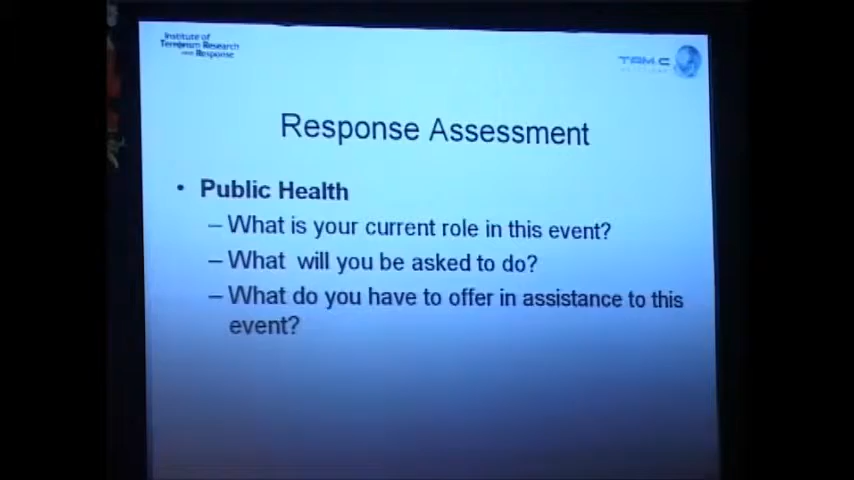 Institute of
Terrorism Research
and Response
TAM-C
Response Assessment
• Public Health
– What is your current role in this event?
– What will you be asked to do?
– What do you have to offer in assistance to this
event?